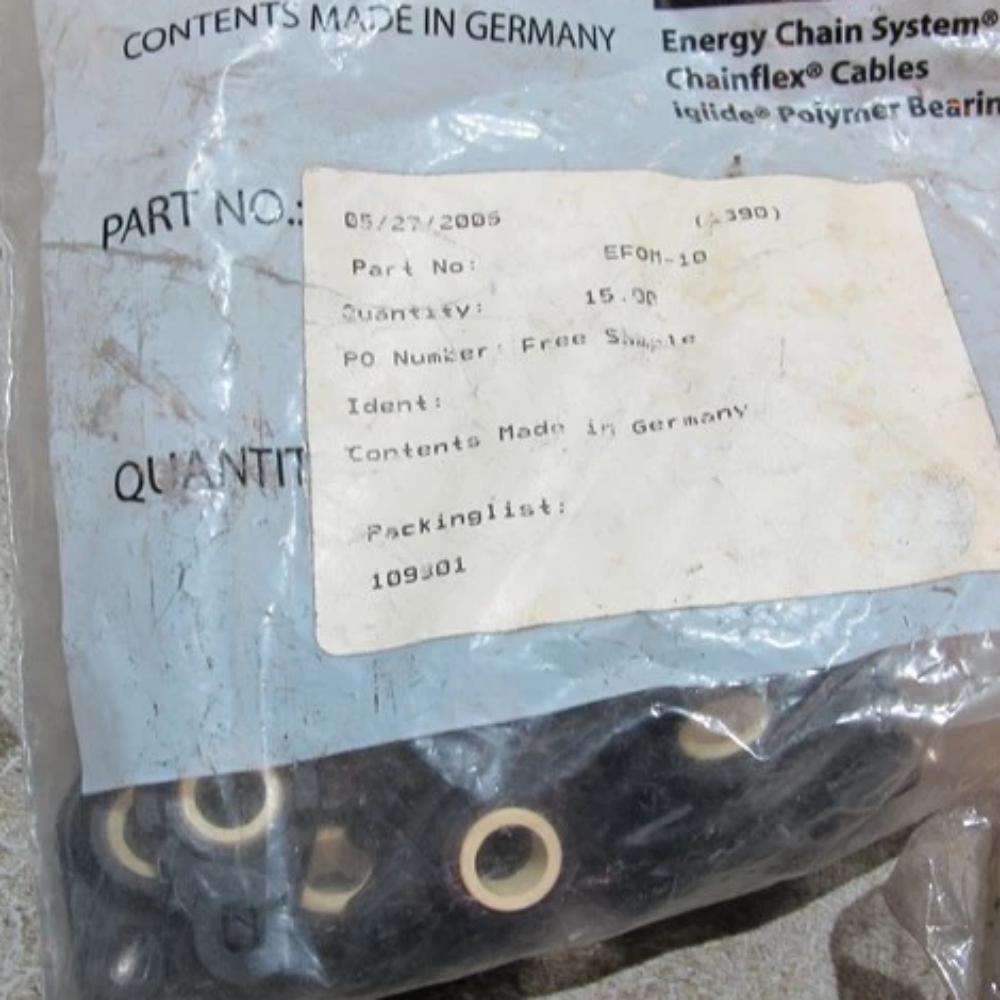 CONTENTS MADE IN GERMANY
Energy Chain System®
Chainflex® Cables
iglide® Polymer Bearin
PART NO.:
05/27/2005
Part No: EFOM-10
Quantity: 15.00
PO Number: Free Sample
Ident:
Contents Made in Germany
QUANTIT
Packinglist: